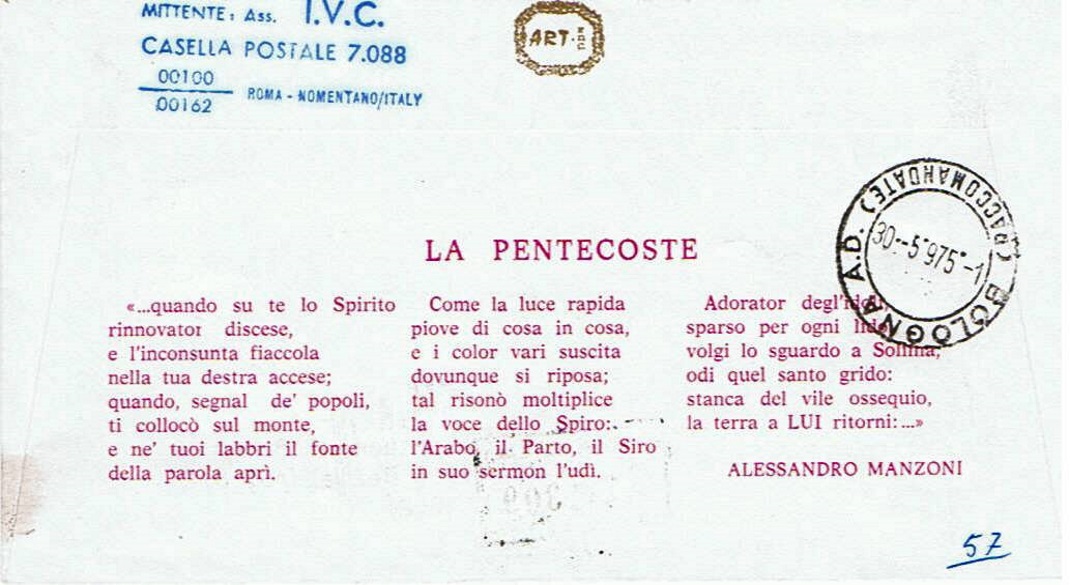 MITTENTE: Ass. I.V.C.
CASELLA POSTALE 7.088
00100
00162 ROMA - NOMENTANO/ITALY
ART.
LA PENTECOSTE
«...quando su te lo Spirito
rinnovator discese,
e l'inconsunta fiaccola
nella tua destra accese;
quando, segnal de' popoli,
ti collocò sul monte,
e ne' tuoi labbri il fonte
della parola aprì.
Come la luce rapida
piove di cosa in cosa,
e i color vari suscita
dovunque si riposa;
tal risonò moltiplice
la voce dello Spiro:
l'Arabo, il Parto, il Siro
in suo sermon l'udì.
Adorator degl'idoli
sparso per ogni lido,
volgi lo sguardo a Solima,
odi quel santo grido:
stanca del vile ossequio,
la terra a LUI ritorni:...»
ALESSANDRO MANZONI
BOLOGNA A.D. (RACCOMANDATE)
30--5 975-1
57